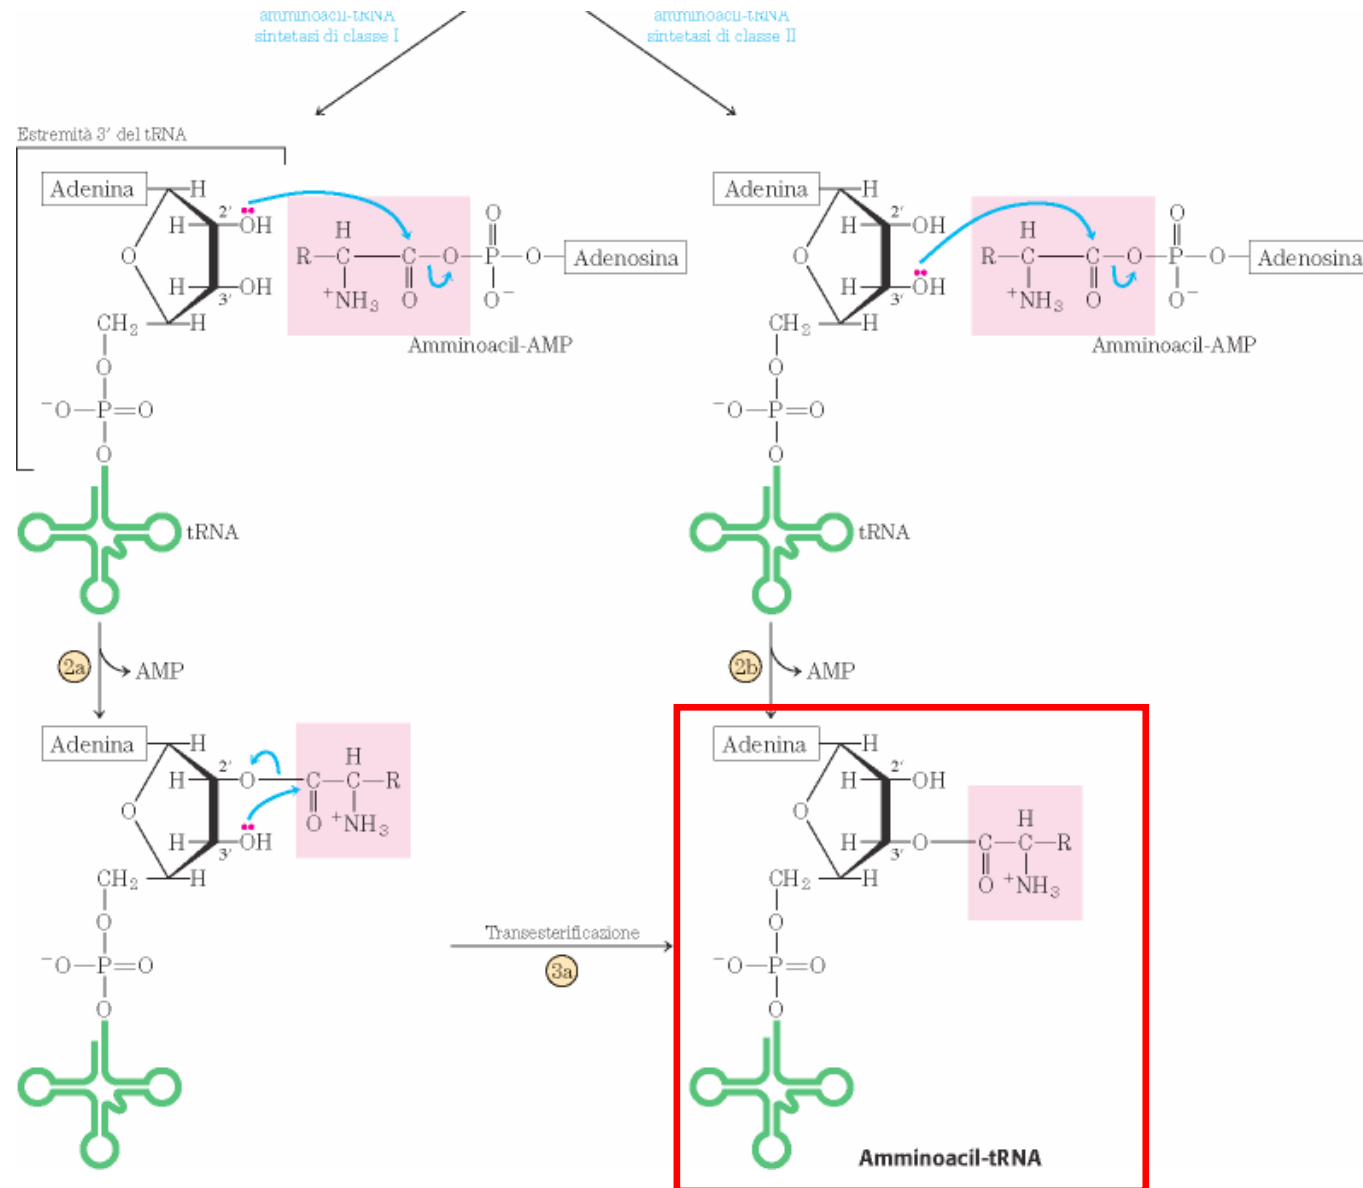 amminoacil-tRNA
sintetasi di classe I
amminoacil-tRNA
sintetasi di classe II
Estremità 3′ del tRNA
Adenina
H
H
2′
OH
O
H
3′
OH
CH₂
H
O
⁻O—P=O
O
tRNA
H
R—C—C—O—P—O—Adenosina
⁺NH₃
O
O
O⁻
Amminoacil-AMP
Adenina
H
H
2′
OH
O
H
3′
OH
CH₂
H
O
⁻O—P=O
O
tRNA
H
R—C—C—O—P—O—Adenosina
⁺NH₃
O
O
O⁻
Amminoacil-AMP
2a
AMP
2b
AMP
Adenina
H
H
2′
O—C—C—R
H
O
⁺NH₃
O
H
3′
OH
CH₂
H
O
⁻O—P=O
O
Transesterificazione
3a
Adenina
H
H
2′
OH
O
H
3′
O—C—C—R
H
O
⁺NH₃
CH₂
H
O
⁻O—P=O
O
Amminoacil-tRNA